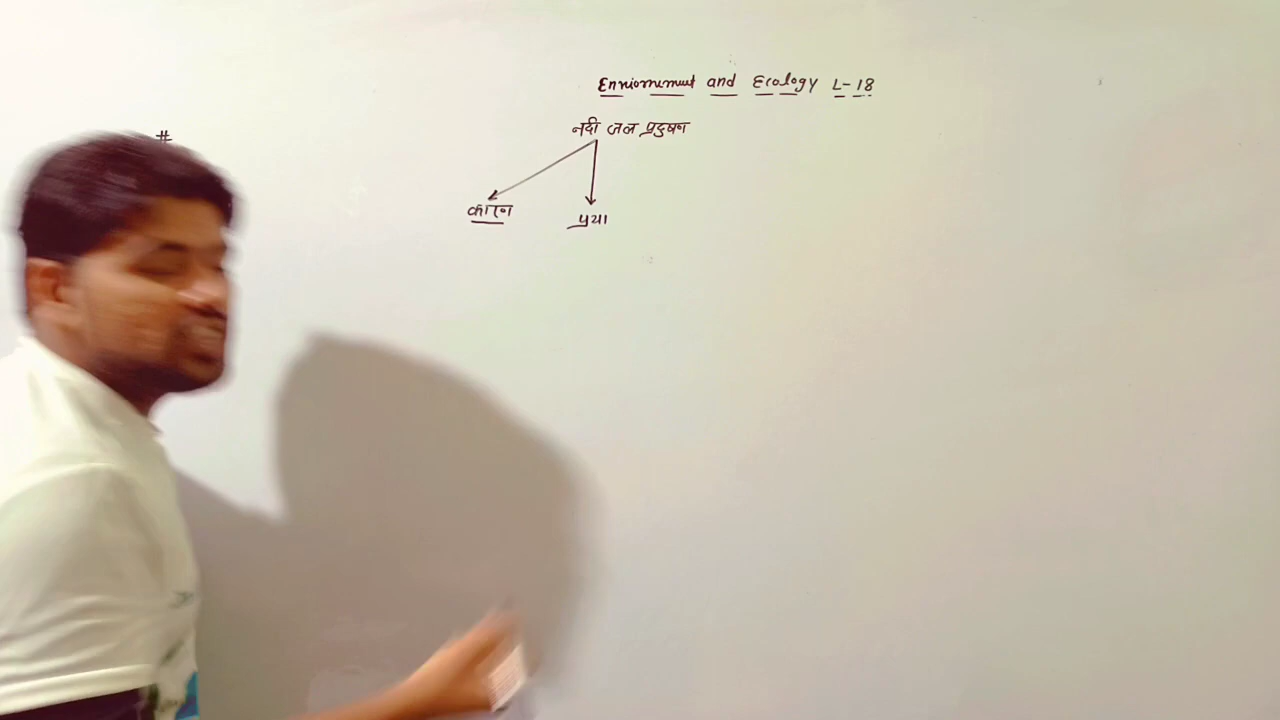 Enviornment and Ecology L-18
#
नदी जल प्रदुषण
कारण
प्रया